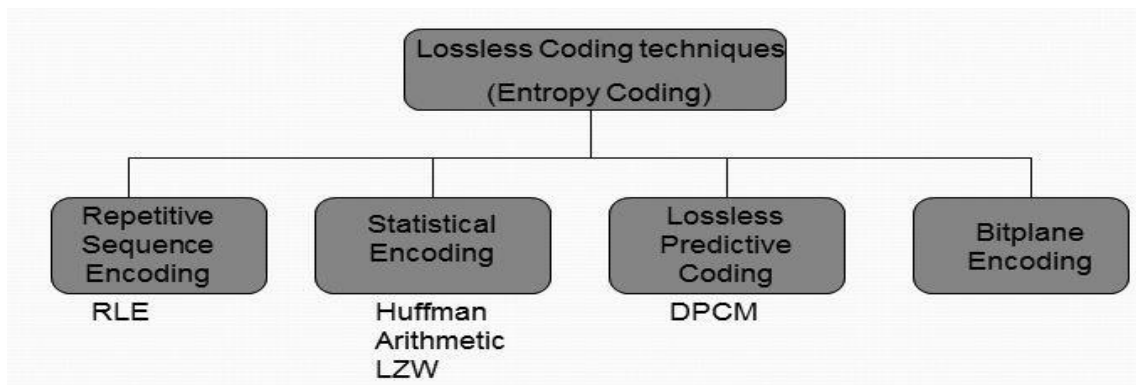 Lossless Coding techniques
(Entropy Coding)
Repetitive
Sequence
Encoding
RLE
Statistical
Encoding
Huffman
Arithmetic
LZW
Lossless
Predictive
Coding
DPCM
Bitplane
Encoding